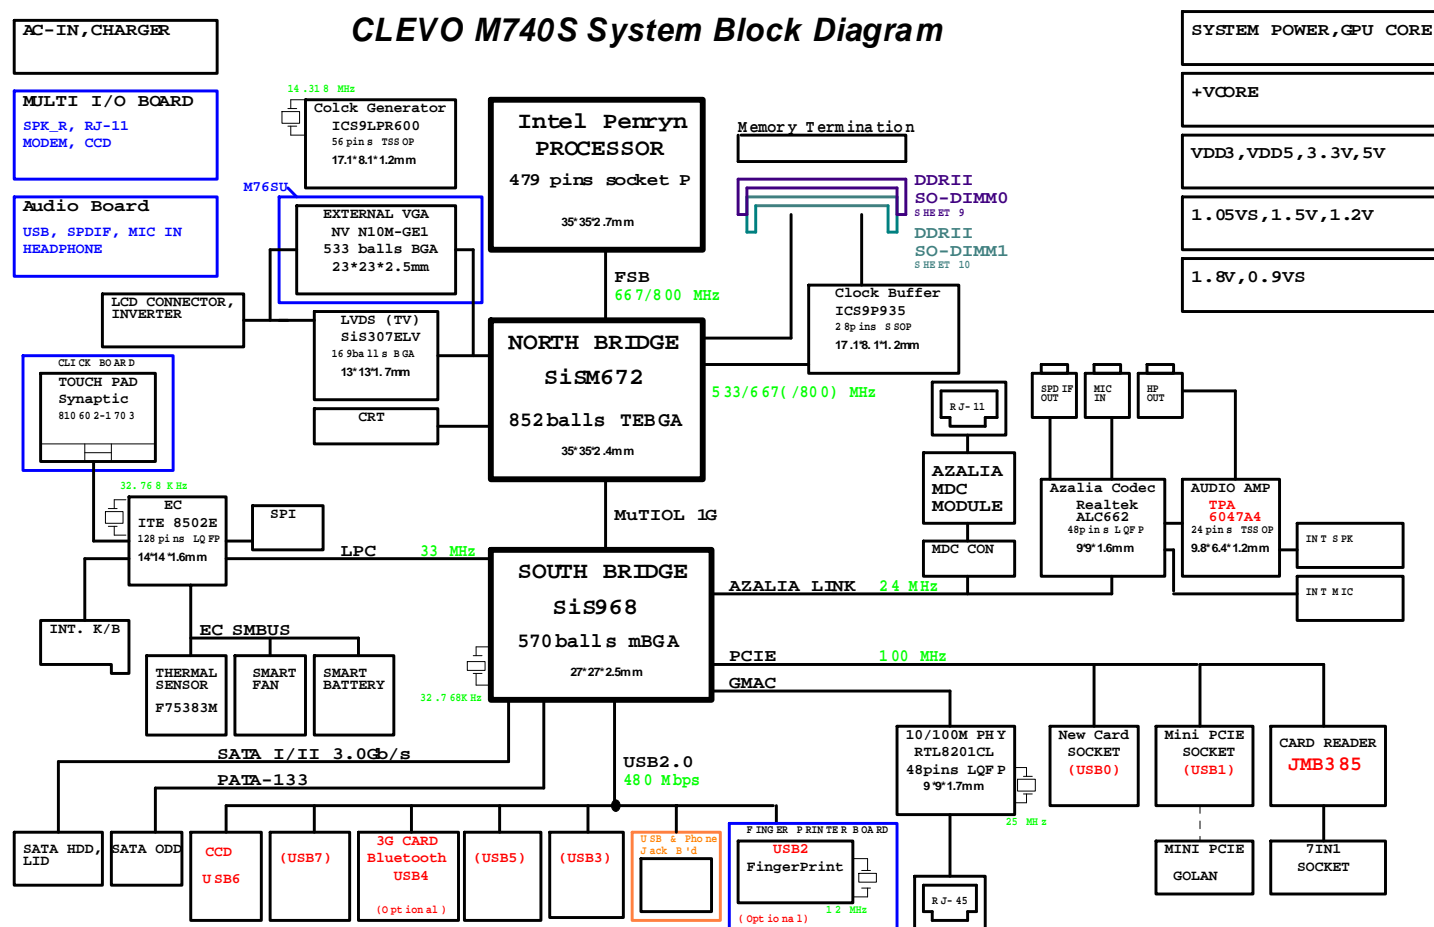 CLEVO M740S System Block Diagram
AC-IN,CHARGER
MULTI I/O BOARD
SPK_R, RJ-11
MODEM, CCD
Audio Board
USB, SPDIF, MIC IN
HEADPHONE
SYSTEM POWER,GPU CORE
+VCORE
VDD3,VDD5,3.3V,5V
1.05VS,1.5V,1.2V
1.8V,0.9VS
14.318 MHz
Colck Generator
ICS9LPR600
56pins TSSOP
17.1*8.1*1.2mm
Intel Penryn
PROCESSOR
479 pins socket P
35*35*2.7mm
Memory Termination
DDRII
SO-DIMM0
SHEET 9
DDRII
SO-DIMM1
SHEET 10
M76SU
EXTERNAL VGA
NV N10M-GE1
533 balls BGA
23*23*2.5mm
FSB
667/800 MHz
Clock Buffer
ICS9P935
28pins SSOP
17.1*8.1*1.2mm
LCD CONNECTOR,
INVERTER
LVDS (TV)
SiS307ELV
169balls BGA
13*13*1.7mm
CRT
NORTH BRIDGE
SiSM672
852balls TEBGA
35*35*2.4mm
533/667(/800) MHz
CLICK BOARD
TOUCH PAD
Synaptic
810602-1703
RJ-11
SPDIF
OUT
MIC
IN
HP
OUT
AZALIA
MDC
MODULE
MDC CON
Azalia Codec
Realtek
ALC662
48pins LQFP
9*9*1.6mm
AUDIO AMP
TPA
6047A4
24pins TSSOP
9.8*6.4*1.2mm
INT SPK
INT MIC
32.768 KHz
EC
ITE 8502E
128pins LQFP
14*14*1.6mm
SPI
LPC
33 MHz
MuTIOL 1G
SOUTH BRIDGE
SiS968
570balls mBGA
27*27*2.5mm
AZALIA LINK
24 MHz
INT. K/B
EC SMBUS
THERMAL
SENSOR
F75383M
SMART
FAN
SMART
BATTERY
32.768KHz
PCIE
100 MHz
GMAC
10/100M PHY
RTL8201CL
48pins LQFP
9*9*1.7mm
25 MHz
New Card
SOCKET
(USB0)
Mini PCIE
SOCKET
(USB1)
CARD READER
JMB385
SATA I/II 3.0Gb/s
PATA-133
USB2.0
480 Mbps
SATA HDD,
LID
SATA ODD
CCD
USB6
(USB7)
3G CARD
Bluetooth
USB4
(Optional)
(USB5)
(USB3)
USB & Phone
Jack B'd
FINGER PRINTER BOARD
USB2
FingerPrint
12 MHz
(Optional)
RJ-45
MINI PCIE
GOLAN
7IN1
SOCKET